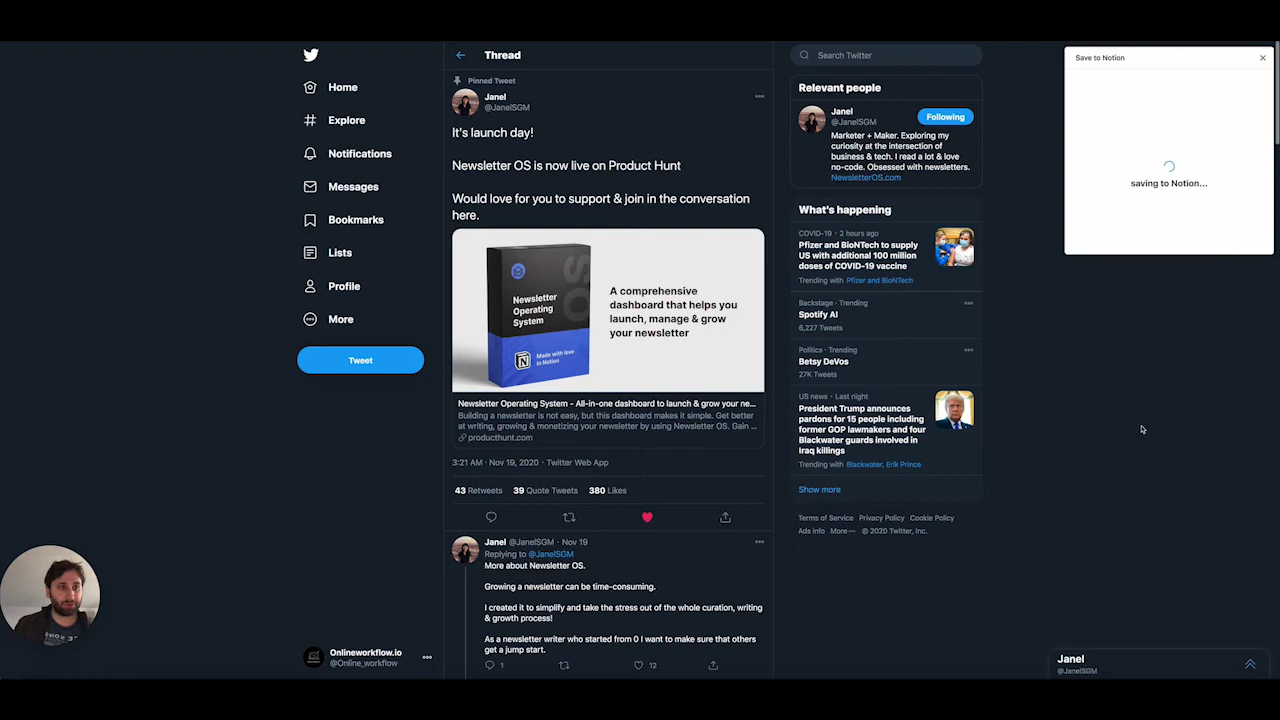 Home
Explore
Notifications
Messages
Bookmarks
Lists
Profile
More
Tweet
Onlineworkflow.io
@Online_workflow
Thread
Pinned Tweet
Janel
@JanelSGM
It's launch day!
Newsletter OS is now live on Product Hunt
Would love for you to support & join in the conversation
here.
OS
Newsletter
Operating
System
Made with love
in Notion
A comprehensive
dashboard that helps you
launch, manage & grow
your newsletter
Newsletter Operating System - All-in-one dashboard to launch & grow your ne...
Building a newsletter is not easy, but this dashboard makes it simple. Get better
at writing, growing & monetizing your newsletter by using Newsletter OS. Gain ...
producthunt.com
3:21 AM · Nov 19, 2020 · Twitter Web App
43 Retweets 39 Quote Tweets 380 Likes
Janel @JanelSGM · Nov 19
Replying to @JanelSGM
More about Newsletter OS.
Growing a newsletter can be time-consuming.
I created it to simplify and take the stress out of the whole curation, writing
& growth process!
As a newsletter writer who started from 0 I want to make sure that others
get a jump start.
1 12
Search Twitter
Relevant people
Janel
@JanelSGM
Following
Marketer + Maker. Exploring my
curiosity at the intersection of
business & tech. I read a lot & love
no-code. Obsessed with newsletters.
NewsletterOS.com
What's happening
COVID-19 · 2 hours ago
Pfizer and BioNTech to supply
US with additional 100 million
doses of COVID-19 vaccine
Trending with Pfizer and BioNTech
Backstage · Trending
Spotify AI
6,227 Tweets
Politics · Trending
Betsy DeVos
27K Tweets
US news · Last night
President Trump announces
pardons for 15 people including
former GOP lawmakers and four
Blackwater guards involved in
Iraq killings
Trending with Blackwater, Erik Prince
Show more
Terms of Service Privacy Policy Cookie Policy
Ads info More··· © 2020 Twitter, Inc.
Save to Notion
saving to Notion...
Janel
@JanelSGM